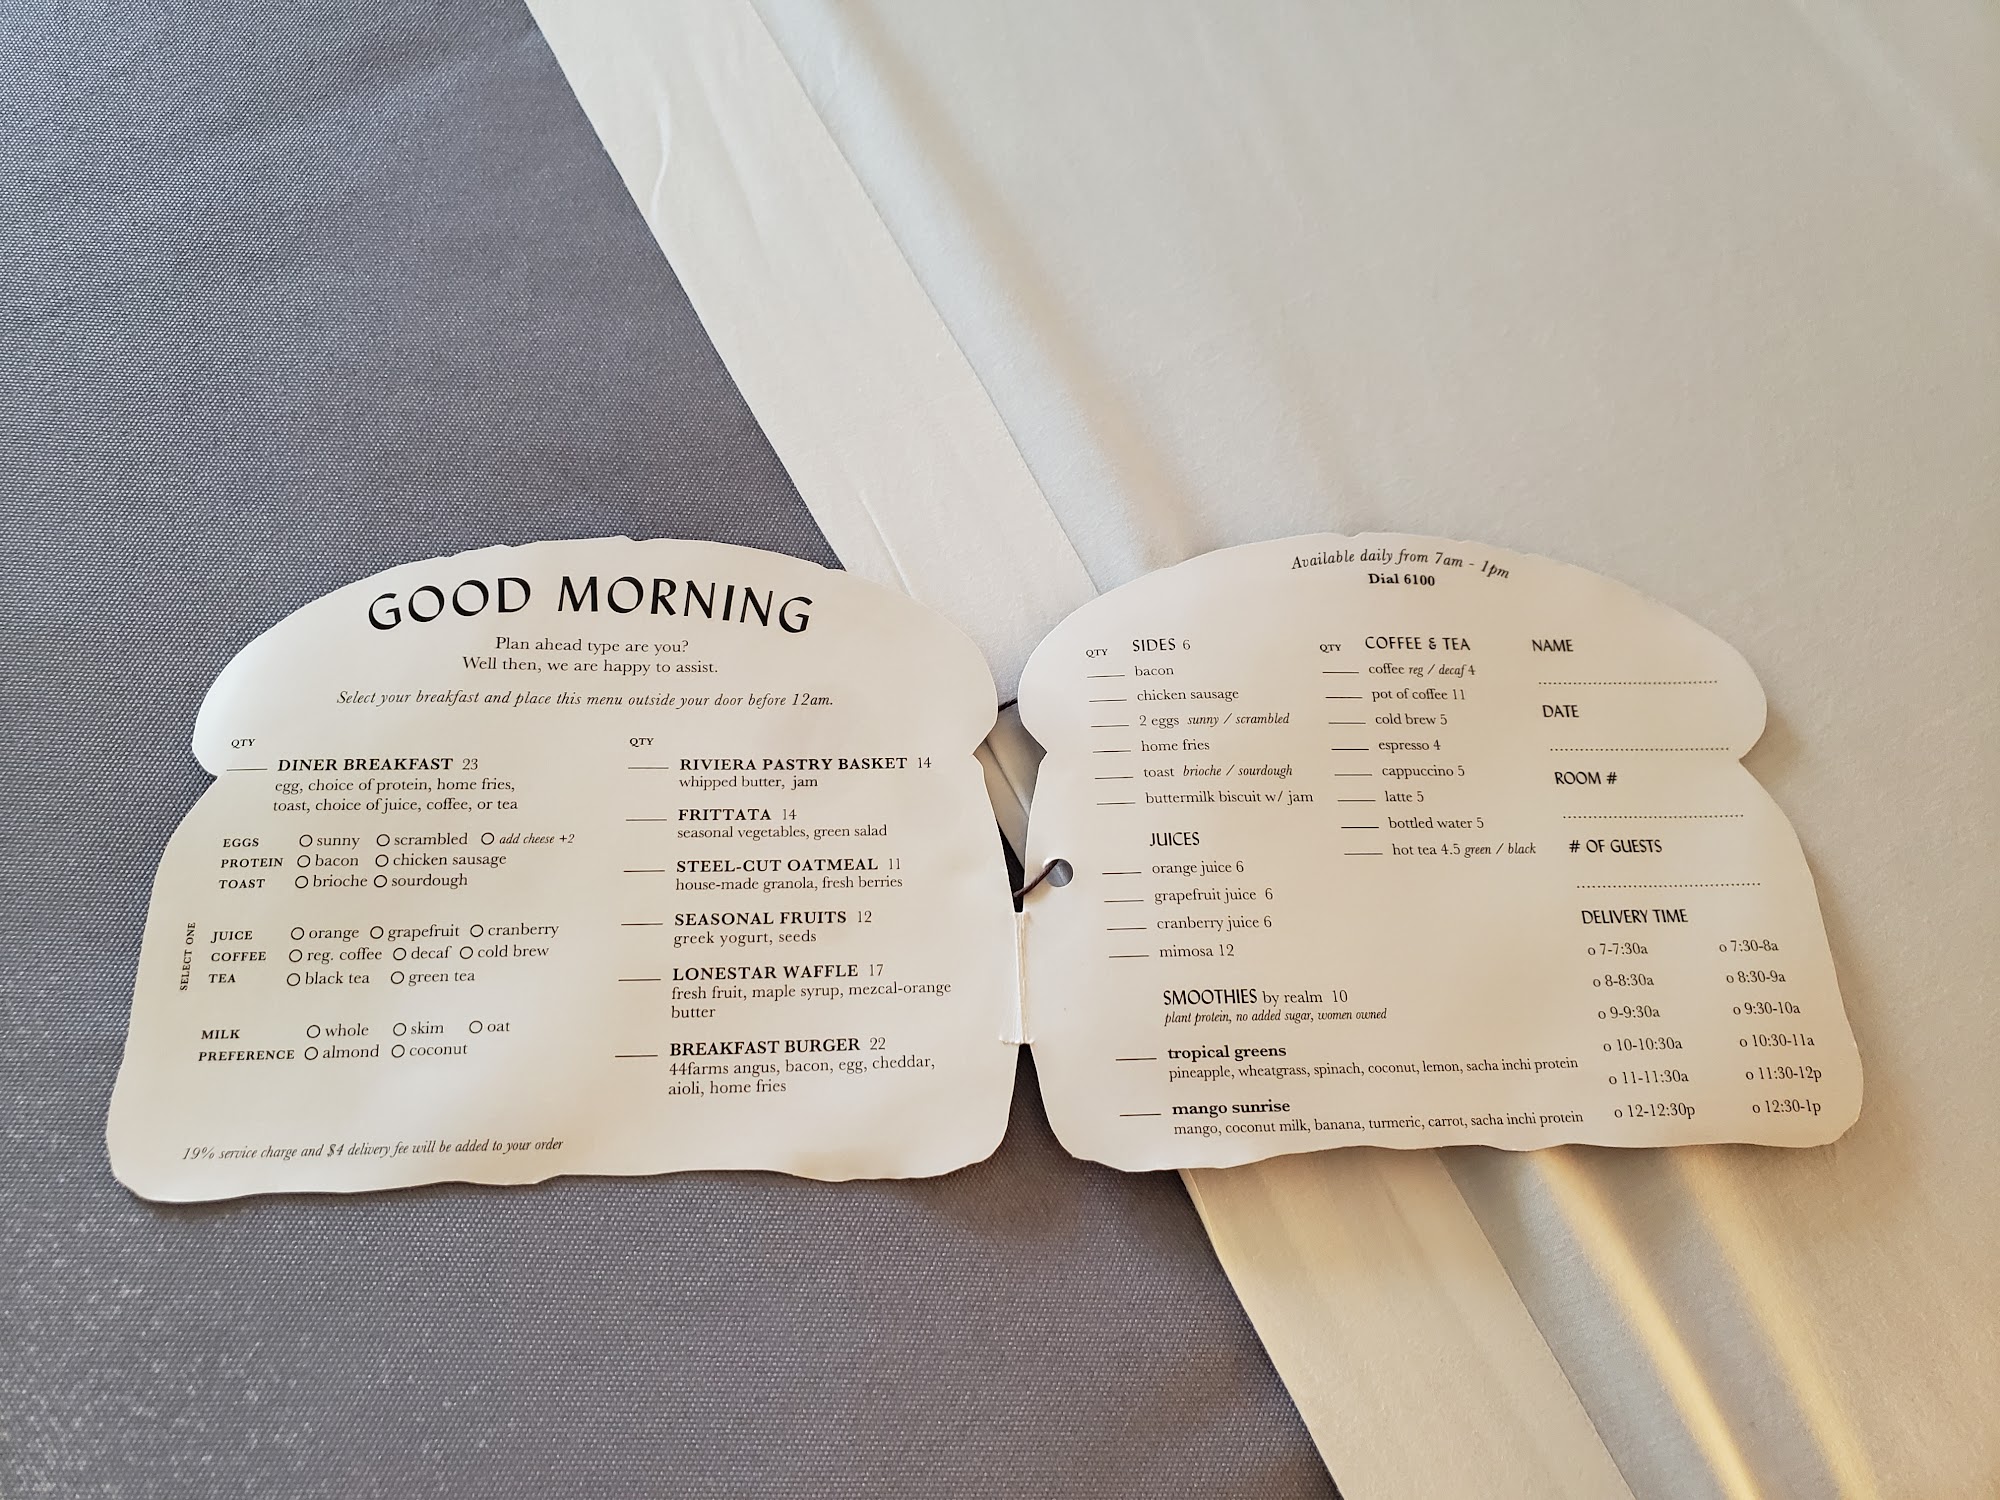 GOOD MORNING
Plan ahead type are you?
Well then, we are happy to assist.
Select your breakfast and place this menu outside your door before 12am.
QTY
DINER BREAKFAST 23
egg, choice of protein, home fries,
toast, choice of juice, coffee, or tea
EGGS sunny scrambled add cheese +2
PROTEIN bacon chicken sausage
TOAST brioche sourdough
SELECT ONE
JUICE orange grapefruit cranberry
COFFEE reg. coffee decaf cold brew
TEA black tea green tea
MILK whole skim oat
PREFERENCE almond coconut
19% service charge and $4 delivery fee will be added to your order
QTY
RIVIERA PASTRY BASKET 14
whipped butter, jam
FRITTATA 14
seasonal vegetables, green salad
STEEL-CUT OATMEAL 11
house-made granola, fresh berries
SEASONAL FRUITS 12
greek yogurt, seeds
LONESTAR WAFFLE 17
fresh fruit, maple syrup, mezcal-orange
butter
BREAKFAST BURGER 22
44farms angus, bacon, egg, cheddar,
aioli, home fries
Available daily from 7am - 1pm
Dial 6100
QTY SIDES 6
bacon
chicken sausage
2 eggs sunny / scrambled
home fries
toast brioche / sourdough
buttermilk biscuit w/ jam
JUICES
orange juice 6
grapefruit juice 6
cranberry juice 6
mimosa 12
SMOOTHIES by realm 10
plant protein, no added sugar, women owned
tropical greens
pineapple, wheatgrass, spinach, coconut, lemon, sacha inchi protein
mango sunrise
mango, coconut milk, banana, turmeric, carrot, sacha inchi protein
QTY COFFEE & TEA
coffee reg / decaf 4
pot of coffee 11
cold brew 5
espresso 4
cappuccino 5
latte 5
bottled water 5
hot tea 4.5 green / black
NAME
DATE
ROOM #
# OF GUESTS
DELIVERY TIME
o 7-7:30a o 7:30-8a
o 8-8:30a o 8:30-9a
o 9-9:30a o 9:30-10a
o 10-10:30a o 10:30-11a
o 11-11:30a o 11:30-12p
o 12-12:30p o 12:30-1p